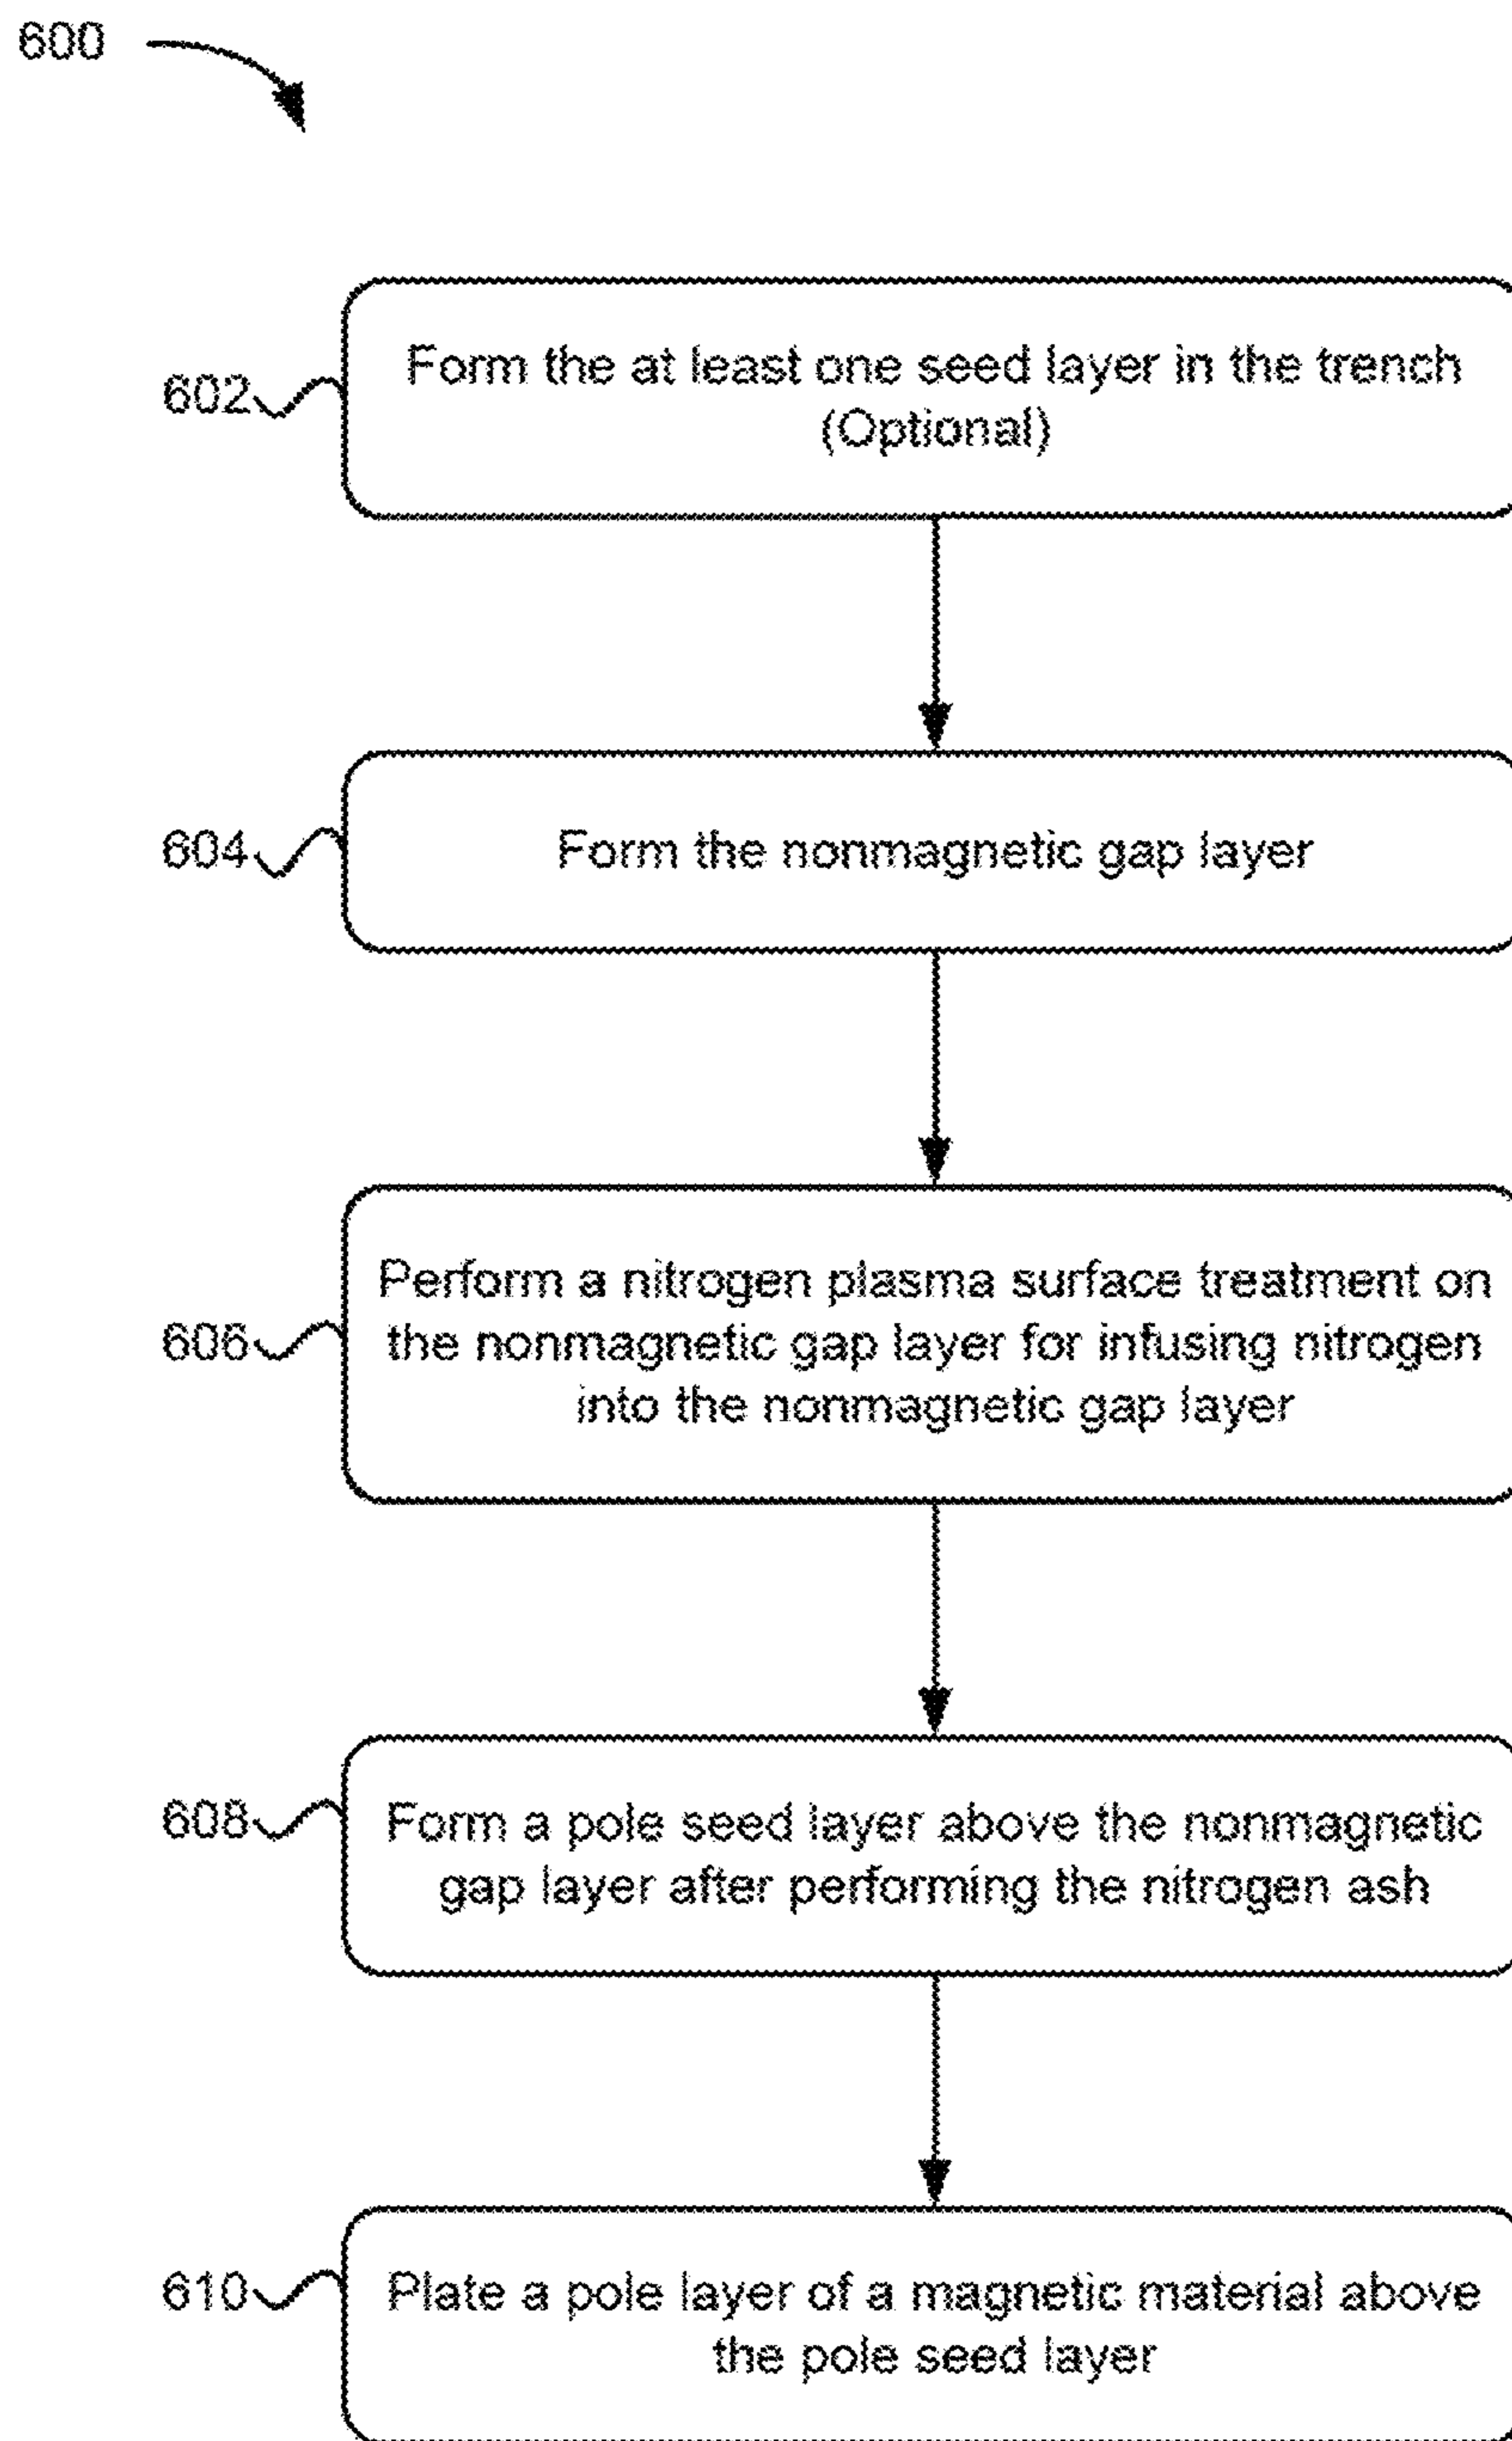 600
602
Form the at least one seed layer in the trench
(Optional)
604
Form the nonmagnetic gap layer
606
Perform a nitrogen plasma surface treatment on
the nonmagnetic gap layer for infusing nitrogen
into the nonmagnetic gap layer
608
Form a pole seed layer above the nonmagnetic
gap layer after performing the nitrogen ash
610
Plate a pole layer of a magnetic material above
the pole seed layer